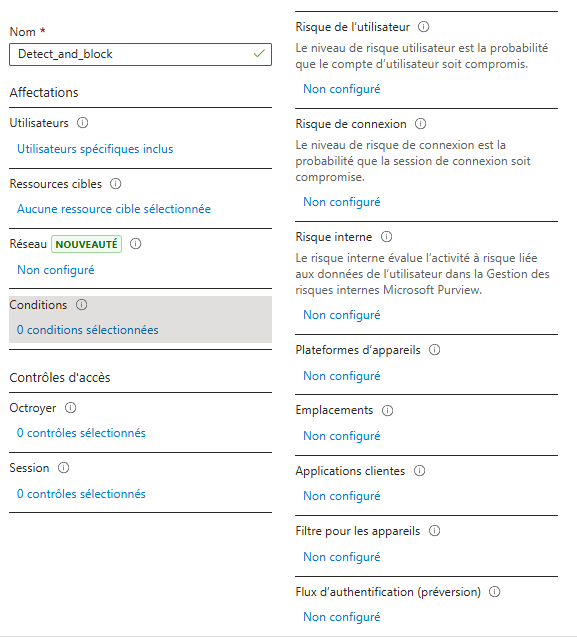 Nom *
Detect_and_block
Affectations
Utilisateurs
Utilisateurs spécifiques inclus
Ressources cibles
Aucune ressource cible sélectionnée
Réseau NOUVEAUTÉ
Non configuré
Conditions
0 conditions sélectionnées
Contrôles d'accès
Octroyer
0 contrôles sélectionnés
Session
0 contrôles sélectionnés
Risque de l'utilisateur
Le niveau de risque utilisateur est la probabilité
que le compte d'utilisateur soit compromis.
Non configuré
Risque de connexion
Le niveau de risque de connexion est la
probabilité que la session de connexion soit
compromise.
Non configuré
Risque interne
Le risque interne évalue l'activité à risque liée
aux données de l'utilisateur dans la Gestion des
risques internes Microsoft Purview.
Non configuré
Plateformes d'appareils
Non configuré
Emplacements
Non configuré
Applications clientes
Non configuré
Filtre pour les appareils
Non configuré
Flux d'authentification (préversion)
Non configuré